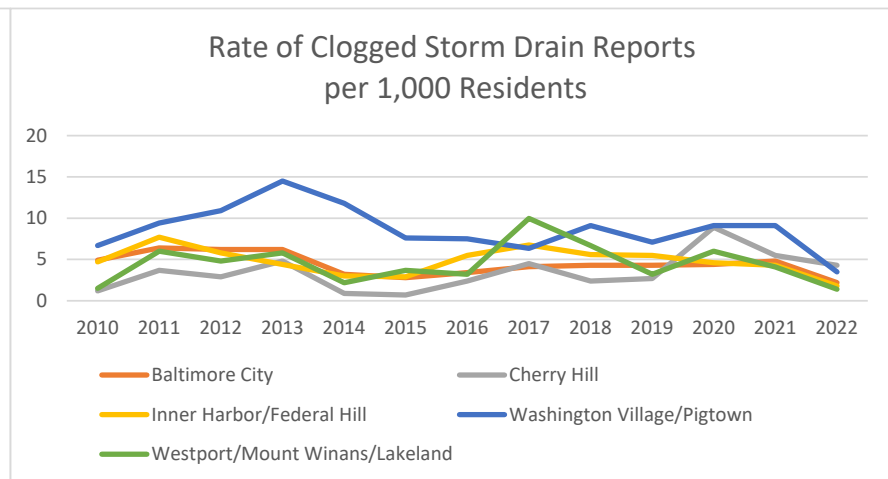 Rate of Clogged Storm Drain Reports
per 1,000 Residents
20
15
10
5
0
2010 2011 2012 2013 2014 2015 2016 2017 2018 2019 2020 2021 2022
Baltimore City Cherry Hill
Inner Harbor/Federal Hill Washington Village/Pigtown
Westport/Mount Winans/Lakeland